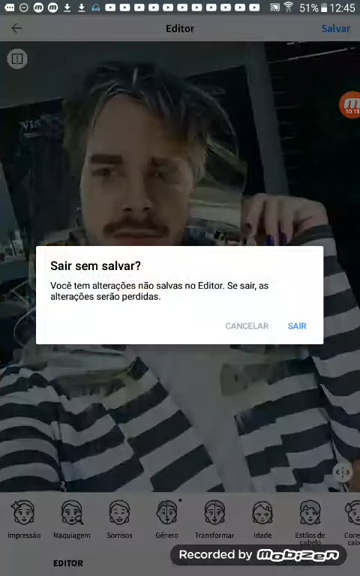 51% 12:45
Editor
Salvar
Sair sem salvar?
Você tem alterações não salvas no Editor. Se sair, as
alterações serão perdidas.
CANCELAR SAIR
Impressão Maquiagem Sorrisos Gênero Transformar Idade Estilos de cabelo
EDITOR
Recorded by mobizen